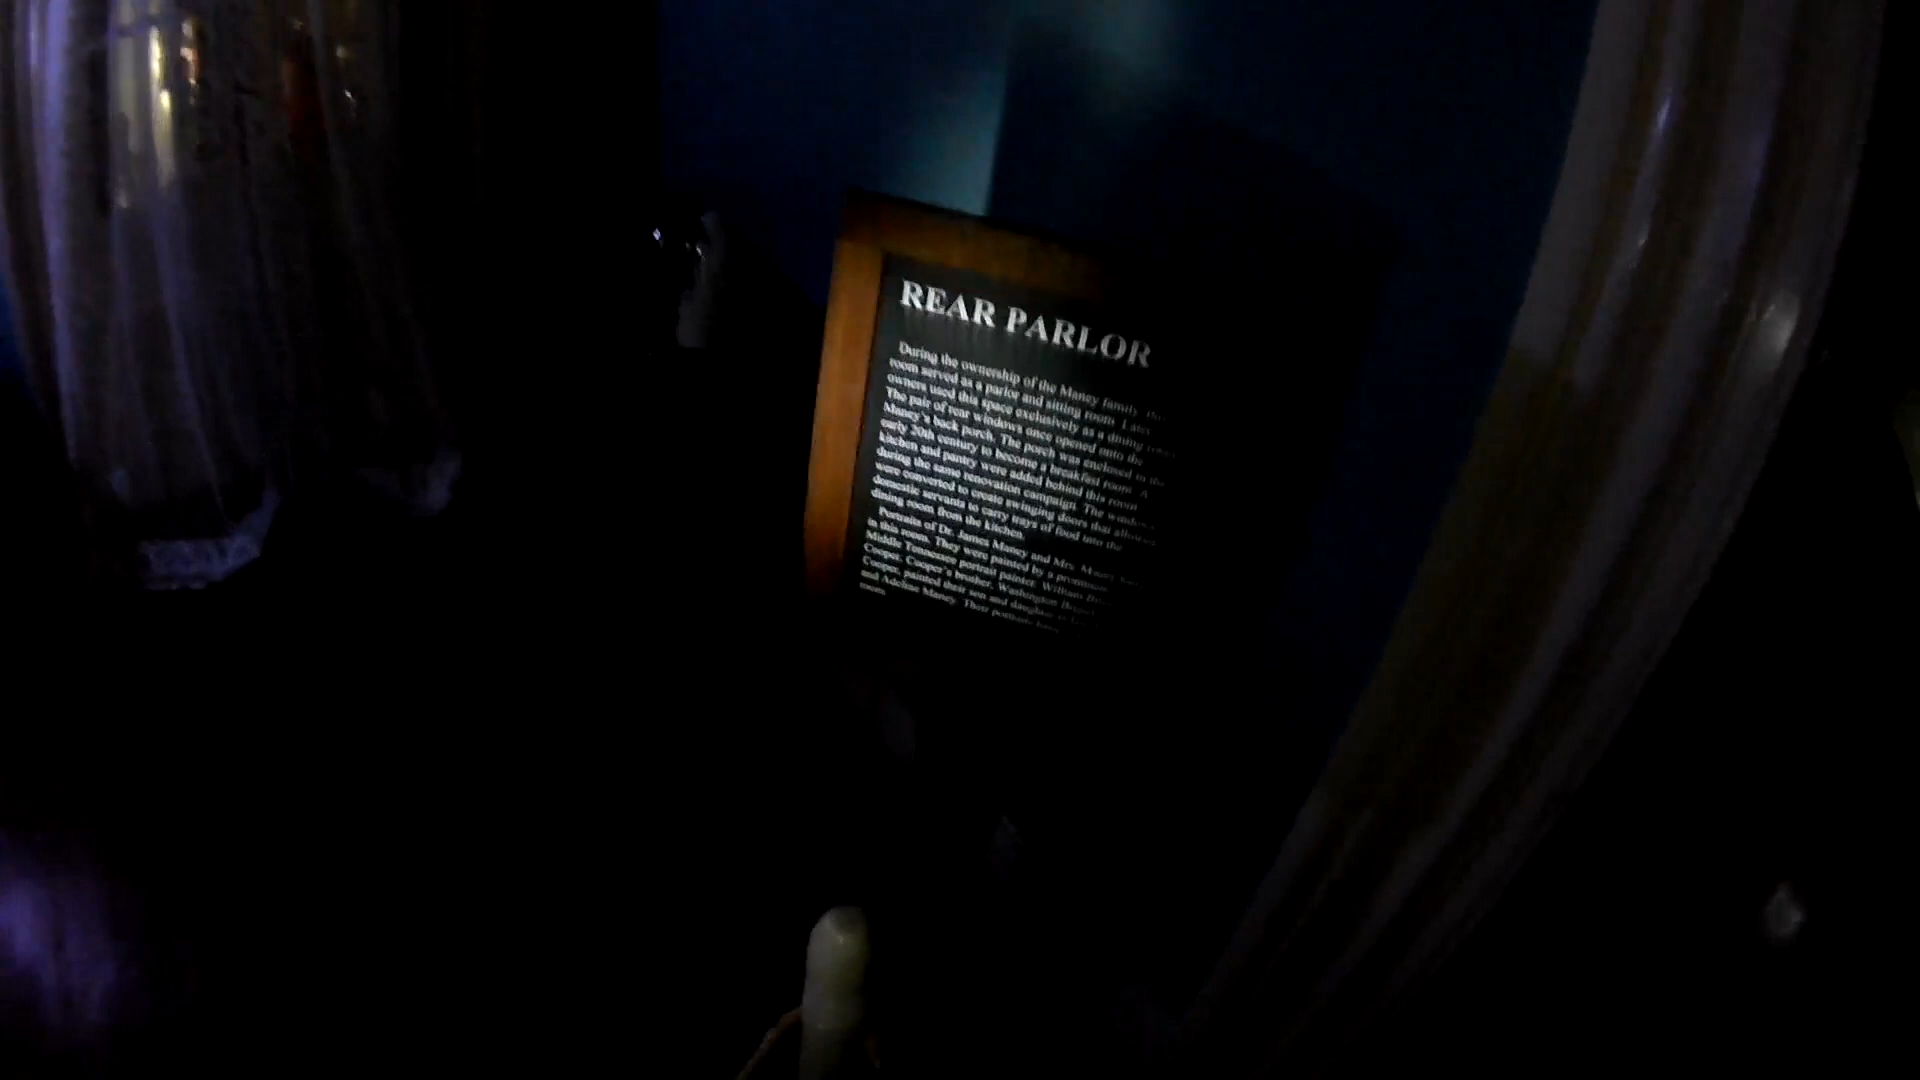 REAR PARLOR
During the ownership of the Maney family, this
room served as a parlor and sitting room. Later
owners used this space exclusively as a dining room.
The pair of rear windows once opened onto the
Maney's back porch. The porch was enclosed in the
early 20th century to become a breakfast room. A
kitchen and pantry were added behind this room
during the same renovation campaign. The windows
were converted to create swinging doors that allowed
domestic servants to carry trays of food into the
dining room from the kitchen.
Portraits of Dr. James Maney and Mrs. Maney
in this room. They were painted by a prominent
Middle Tennessee portrait painter, William
Cooper. Cooper's brother, Washington
Cooper, painted their son and daughter
and Adeline Maney. Their portraits
room.